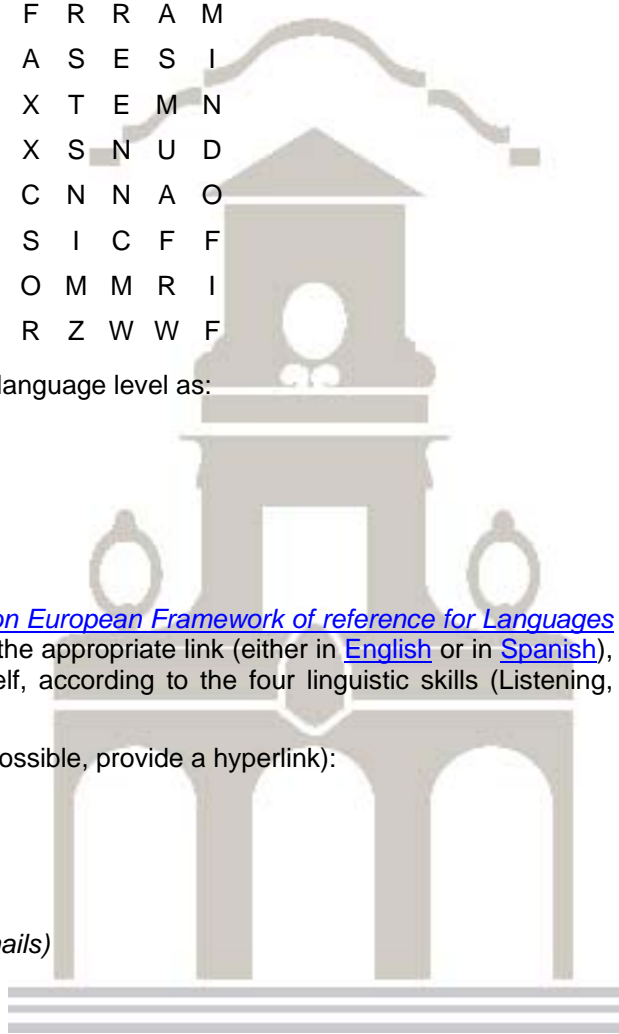 F R R A M
A S E S I
X T E M N
X S N U D
C N N A O
S I C F F
O M M R I
R Z W W F
language level as:
on European Framework of reference for Languages
the appropriate link (either in English or in Spanish),
elf, according to the four linguistic skills (Listening,
ossible, provide a hyperlink):
ails)